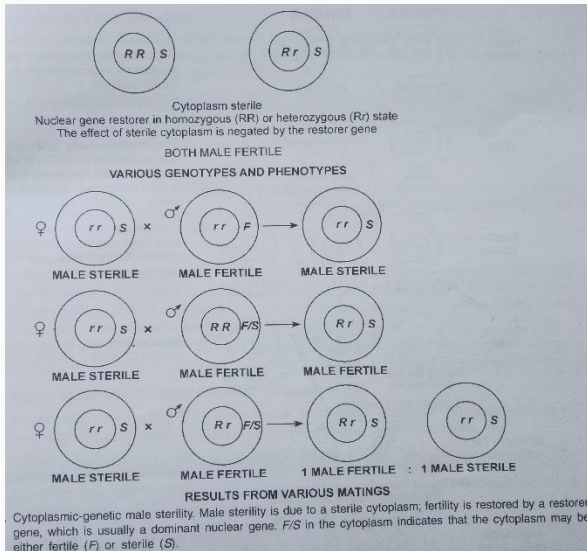 RR S Rr S
Cytoplasm sterile
Nuclear gene restorer in homozygous (RR) or heterozygous (Rr) state
The effect of sterile cytoplasm is negated by the restorer gene
BOTH MALE FERTILE
VARIOUS GENOTYPES AND PHENOTYPES
♀ rr S × ♂ rr F → rr S
MALE STERILE MALE FERTILE MALE STERILE
♀ rr S × ♂ RR F/S → Rr S
MALE STERILE MALE FERTILE MALE FERTILE
♀ rr S × ♂ Rr F/S → Rr S rr S
MALE STERILE MALE FERTILE 1 MALE FERTILE : 1 MALE STERILE
RESULTS FROM VARIOUS MATINGS
Cytoplasmic-genetic male sterility. Male sterility is due to a sterile cytoplasm; fertility is restored by a restorer
gene, which is usually a dominant nuclear gene. F/S in the cytoplasm indicates that the cytoplasm may be
either fertile (F) or sterile (S).